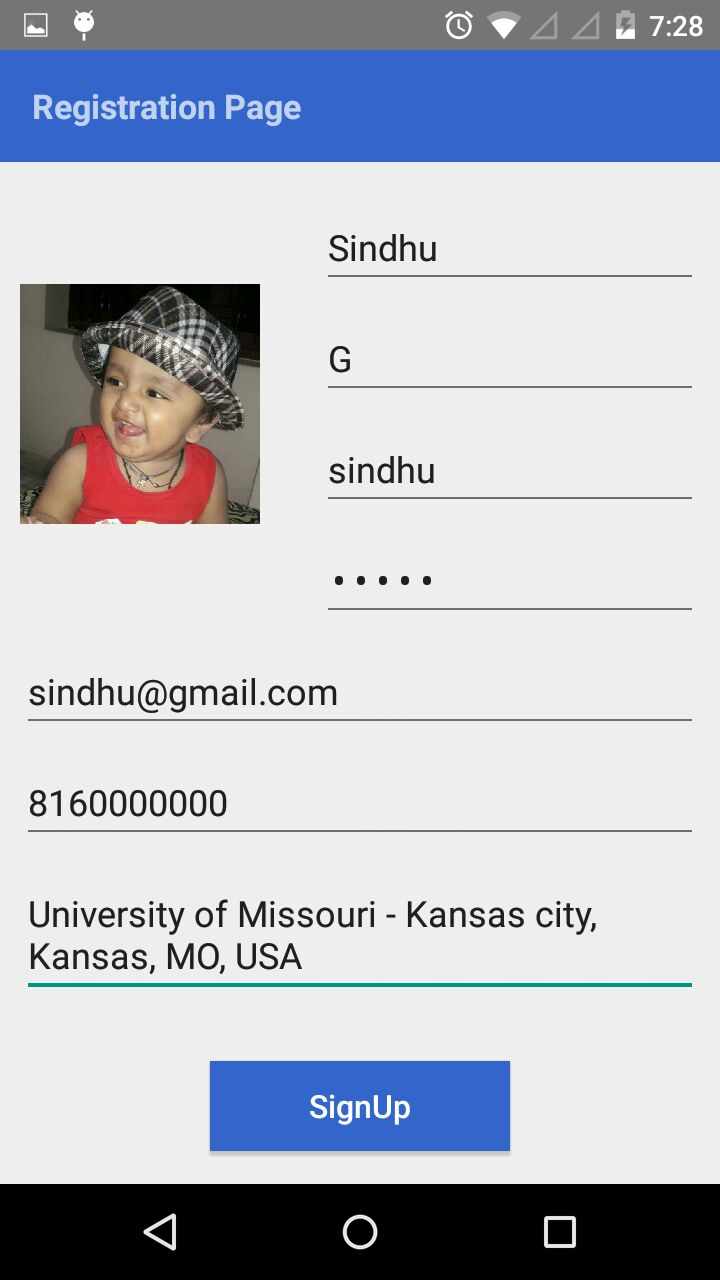 7:28
Registration Page
Sindhu
G
sindhu
•••••
sindhu@gmail.com
8160000000
University of Missouri - Kansas city,
Kansas, MO, USA
SignUp